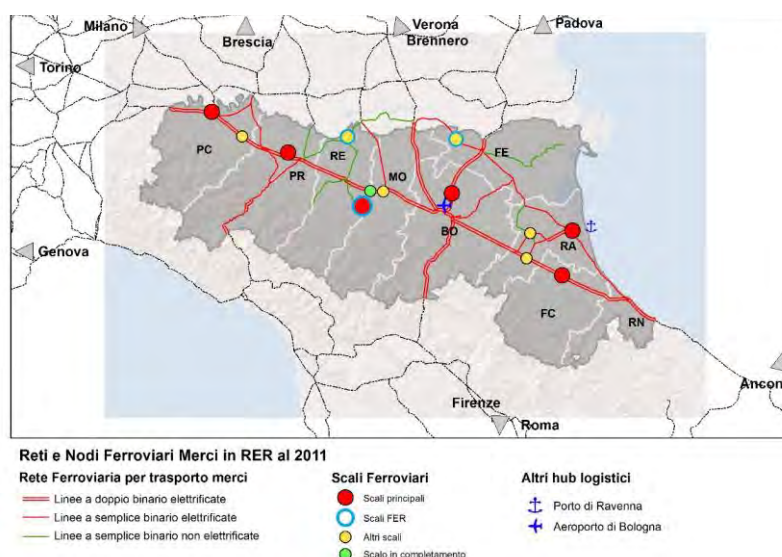 Milano
Brescia
Verona
Brennero
Padova
Torino
PC
PR
RE
MO
FE
BO
RA
Genova
FC
RN
Ancon
Firenze
Roma
Reti e Nodi Ferroviari Merci in RER al 2011
Rete Ferroviaria per trasporto merci
Linee a doppio binario elettrificate
Linee a semplice binario elettrificate
Linee a semplice binario non elettrificate
Scali Ferroviari
Scali principali
Scali FER
Altri scali
Scalo in completamento
Altri hub logistici
Porto di Ravenna
Aeroporto di Bologna